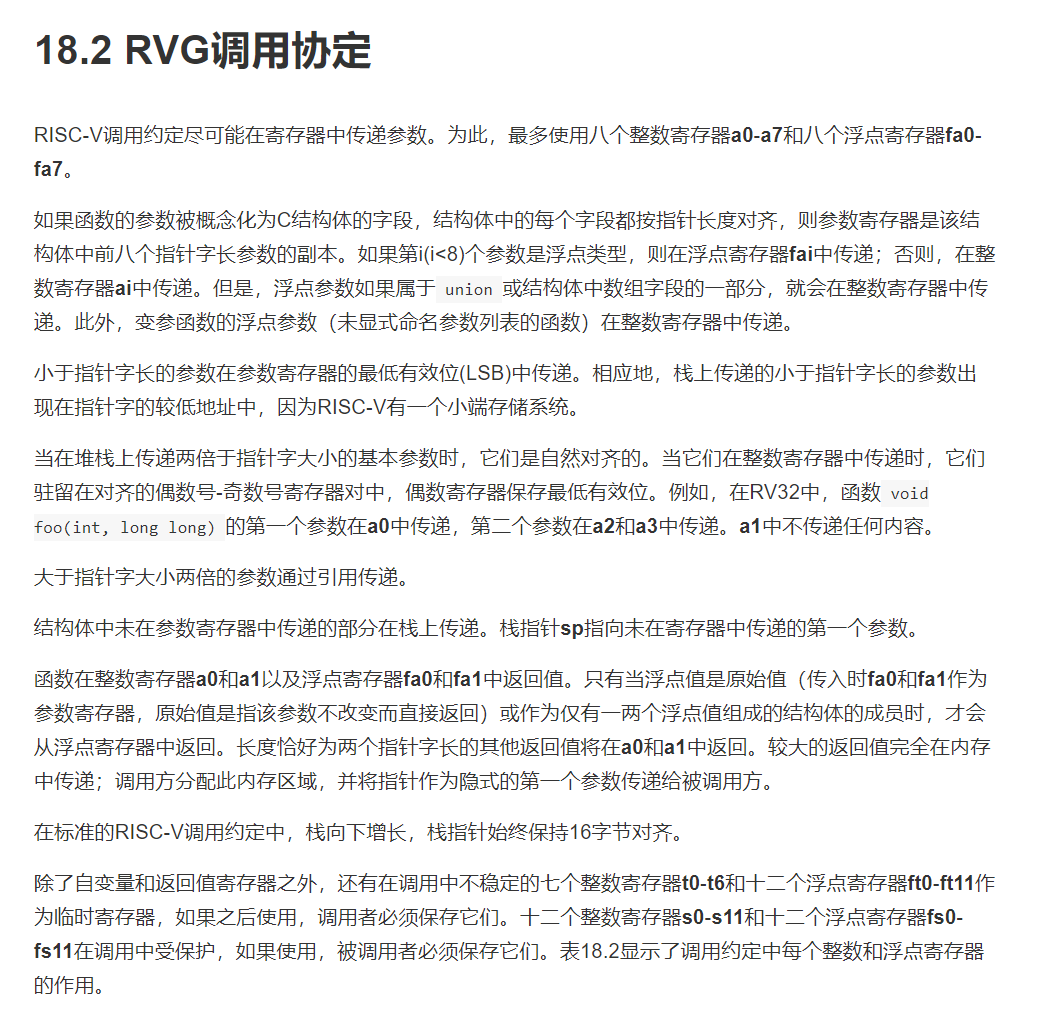 18.2 RVG调用协定
RISC-V调用约定尽可能在寄存器中传递参数。为此，最多使用八个整数寄存器a0-a7和八个浮点寄存器fa0-
fa7。
如果函数的参数被概念化为C结构体的字段，结构体中的每个字段都按指针长度对齐，则参数寄存器是该结
构体中前八个指针字长参数的副本。如果第i(i<8)个参数是浮点类型，则在浮点寄存器fai中传递；否则，在整
数寄存器ai中传递。但是，浮点参数如果属于 union 或结构体中数组字段的一部分，就会在整数寄存器中传
递。此外，变参函数的浮点参数（未显式命名参数列表的函数）在整数寄存器中传递。
小于指针字长的参数在参数寄存器的最低有效位(LSB)中传递。相应地，栈上传递的小于指针字长的参数出
现在指针字的较低地址中，因为RISC-V有一个小端存储系统。
当在堆栈上传递两倍于指针字大小的基本参数时，它们是自然对齐的。当它们在整数寄存器中传递时，它们
驻留在对齐的偶数号-奇数号寄存器对中，偶数寄存器保存最低有效位。例如，在RV32中，函数 void
foo(int, long long) 的第一个参数在a0中传递，第二个参数在a2和a3中传递。a1中不传递任何内容。
大于指针字大小两倍的参数通过引用传递。
结构体中未在参数寄存器中传递的部分在栈上传递。栈指针sp指向未在寄存器中传递的第一个参数。
函数在整数寄存器a0和a1以及浮点寄存器fa0和fa1中返回值。只有当浮点值是原始值（传入时fa0和fa1作为
参数寄存器，原始值是指该参数不改变而直接返回）或作为仅有一两个浮点值组成的结构体的成员时，才会
从浮点寄存器中返回。长度恰好为两个指针字长的其他返回值将在a0和a1中返回。较大的返回值完全在内存
中传递；调用方分配此内存区域，并将指针作为隐式的第一个参数传递给被调用方。
在标准的RISC-V调用约定中，栈向下增长，栈指针始终保持16字节对齐。
除了自变量和返回值寄存器之外，还有在调用中不稳定的七个整数寄存器t0-t6和十二个浮点寄存器ft0-ft11作
为临时寄存器，如果之后使用，调用者必须保存它们。十二个整数寄存器s0-s11和十二个浮点寄存器fs0-
fs11在调用中受保护，如果使用，被调用者必须保存它们。表18.2显示了调用约定中每个整数和浮点寄存器
的作用。